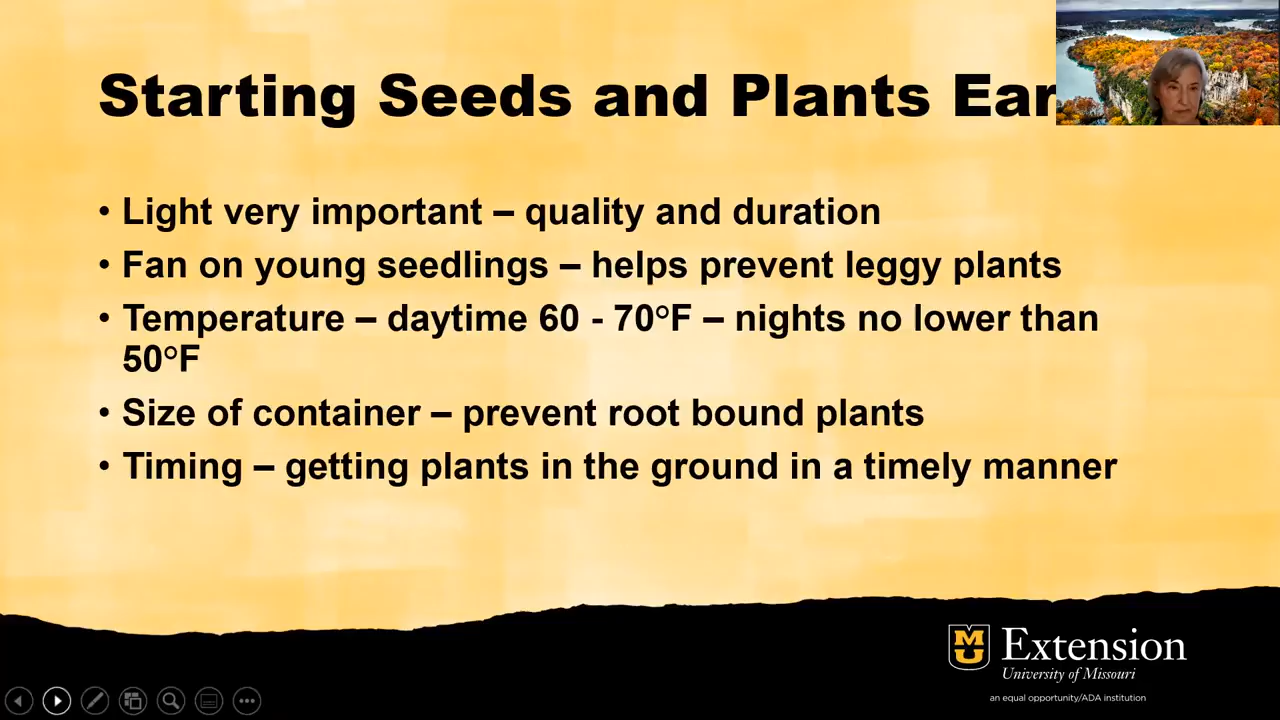 Starting Seeds and Plants Ear
• Light very important – quality and duration
• Fan on young seedlings – helps prevent leggy plants
• Temperature – daytime 60 - 70°F – nights no lower than
50°F
• Size of container – prevent root bound plants
• Timing – getting plants in the ground in a timely manner
MU Extension
University of Missouri
an equal opportunity/ADA institution